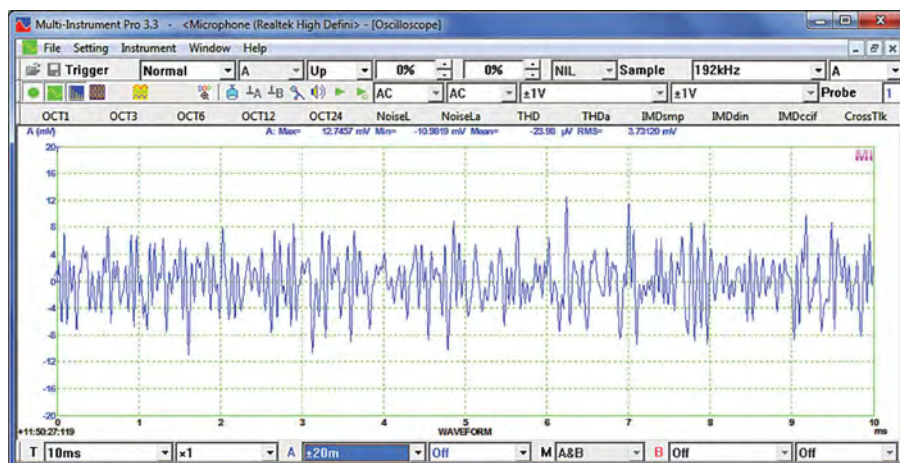 Multi-Instrument Pro 3.3 - <Microphone (Realtek High Defini> - [Oscilloscope]
File Setting Instrument Window Help
Trigger Normal A Up 0% 0% NIL Sample 192kHz A
⊥A ⊥B AC AC ±1V ±1V Probe 1
OCT1 OCT3 OCT6 OCT12 OCT24 NoiseL NoiseLa THD THDa IMDsmp IMDdin IMDccif CrossTlk
A (mV) A: Max= 12.7457 mV Min= -10.9819 mV Mean= -23.98 µV RMS= 3.73120 mV
20
16
12
8
4
0
-4
-8
-12
-16
-20
0 1 2 3 4 5 6 7 8 9 10
+11:50:27:119 WAVEFORM ms
T 10ms ×1 A ±20m Off M A&B B Off Off